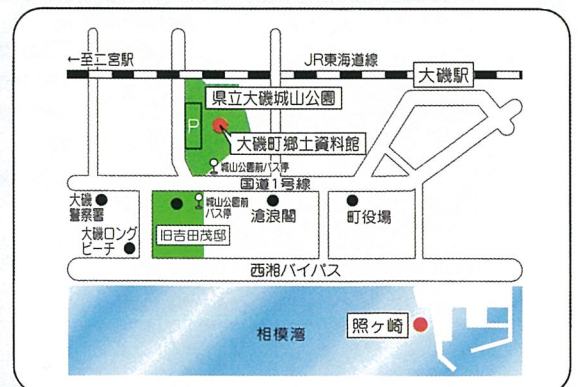 ←至二宮駅
JR東海道線
大磯駅
県立大磯城山公園
P
大磯町郷土資料館
城山公園前バス停
国道1号線
大磯
警察署
城山公園前
バス停
滄浪閣
町役場
大磯ロング
ビーチ
旧吉田茂邸
西湘バイパス
相模湾
照ヶ崎